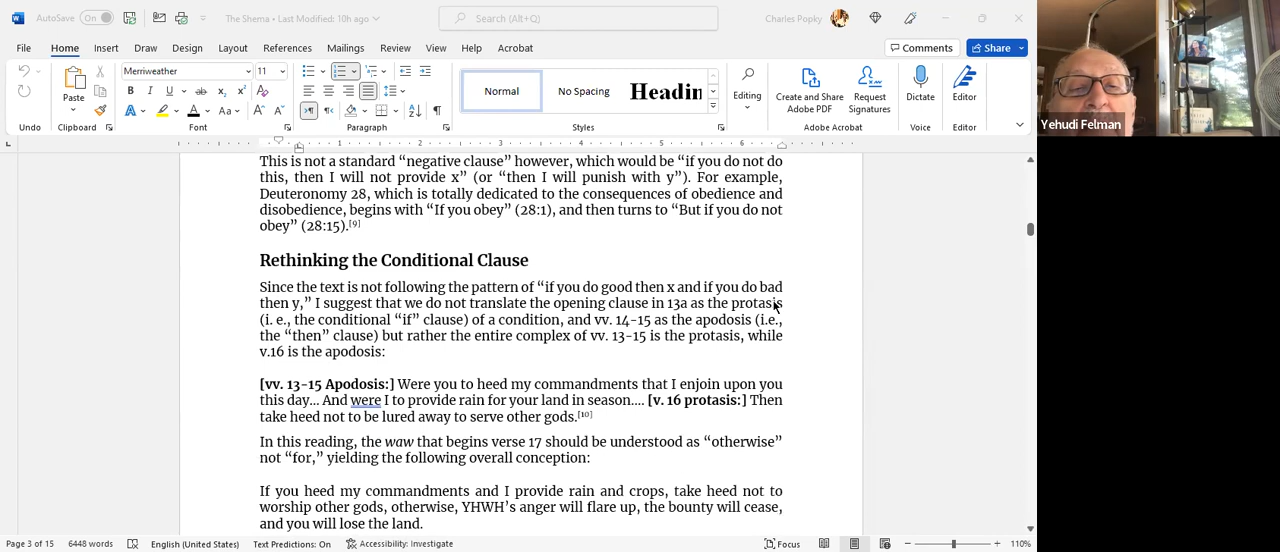 AutoSave On The Shema • Last Modified: 10h ago Search (Alt+Q) Charles Popky
File Home Insert Draw Design Layout References Mailings Review View Help Acrobat Comments Share
Merriweather 11
Paste Normal No Spacing Headin Editing Create and Share Adobe PDF Request Signatures Dictate Editor
Undo Clipboard Font Paragraph Styles Adobe Acrobat Voice Editor
Yehudi Felman
1 2 3 4 5 6
This is not a standard “negative clause” however, which would be “if you do not do
this, then I will not provide x” (or “then I will punish with y”). For example,
Deuteronomy 28, which is totally dedicated to the consequences of obedience and
disobedience, begins with “If you obey” (28:1), and then turns to “But if you do not
obey” (28:15).[9]
Rethinking the Conditional Clause
Since the text is not following the pattern of “if you do good then x and if you do bad
then y,” I suggest that we do not translate the opening clause in 13a as the protasis
(i. e., the conditional “if” clause) of a condition, and vv. 14-15 as the apodosis (i.e.,
the “then” clause) but rather the entire complex of vv. 13-15 is the protasis, while
v.16 is the apodosis:
[vv. 13-15 Apodosis:] Were you to heed my commandments that I enjoin upon you
this day... And were I to provide rain for your land in season.... [v. 16 protasis:] Then
take heed not to be lured away to serve other gods.[10]
In this reading, the waw that begins verse 17 should be understood as “otherwise”
not “for,” yielding the following overall conception:
If you heed my commandments and I provide rain and crops, take heed not to
worship other gods, otherwise, YHWH’s anger will flare up, the bounty will cease,
and you will lose the land.
Page 3 of 15 6448 words English (United States) Text Predictions: On Accessibility: Investigate Focus 110%